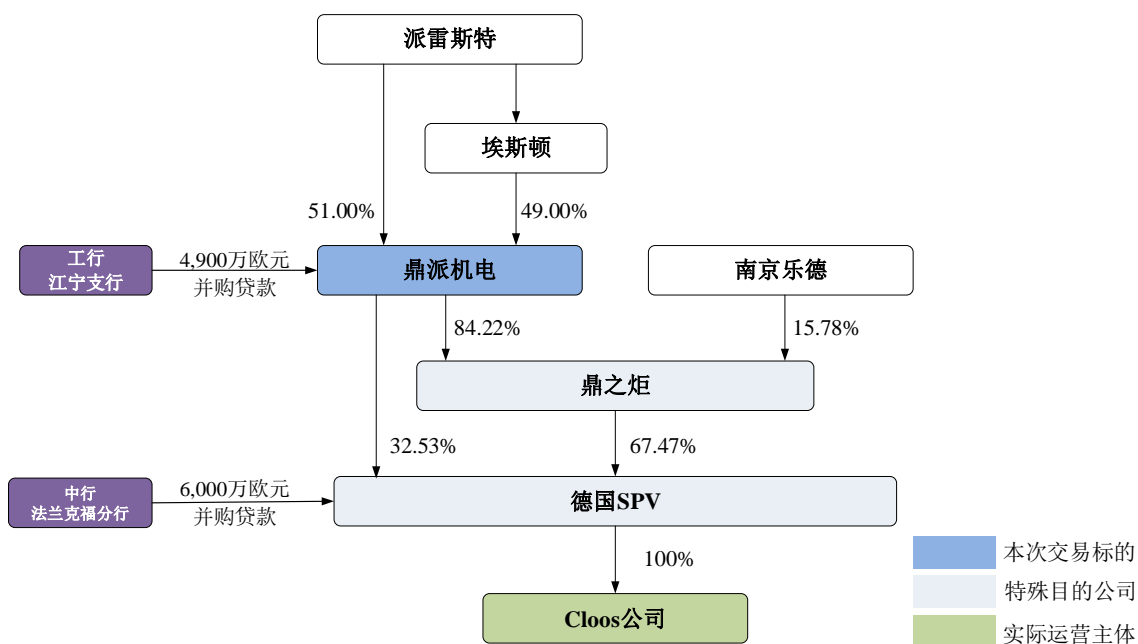 派雷斯特
埃斯顿
51.00%
49.00%
工行
江宁支行
4,900万欧元
并购贷款
鼎派机电
南京乐德
84.22%
15.78%
鼎之炬
32.53%
67.47%
中行
法兰克福分行
6,000万欧元
并购贷款
德国SPV
100%
Cloos公司
本次交易标的
特殊目的公司
实际运营主体